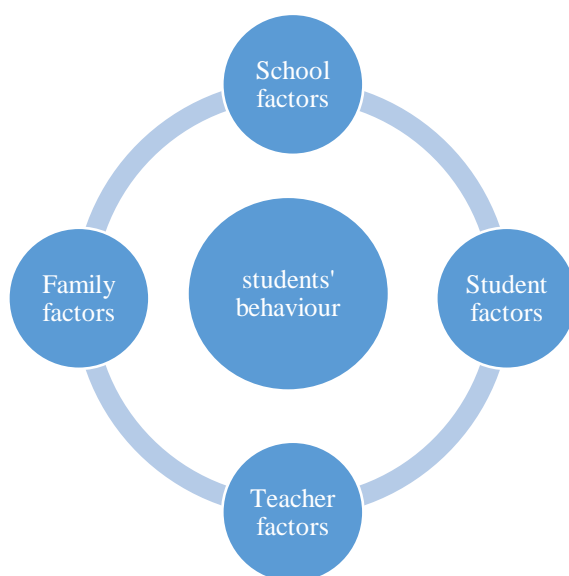 School
factors
Family
factors
students'
behaviour
Student
factors
Teacher
factors